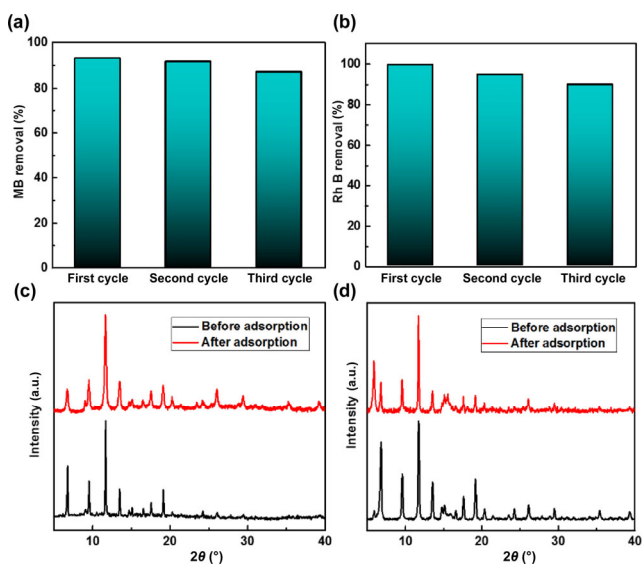 (a)
100
80
60
40
20
0
MB removal (%)
First cycle Second cycle Third cycle
(b)
100
80
60
40
20
0
Rh B removal (%)
First cycle Second cycle Third cycle
(c)
Before adsorption
After adsorption
Intensity (a.u.)
10 20 30 40
2θ (°)
(d)
Before adsorption
After adsorption
Intensity (a.u.)
10 20 30 40
2θ (°)